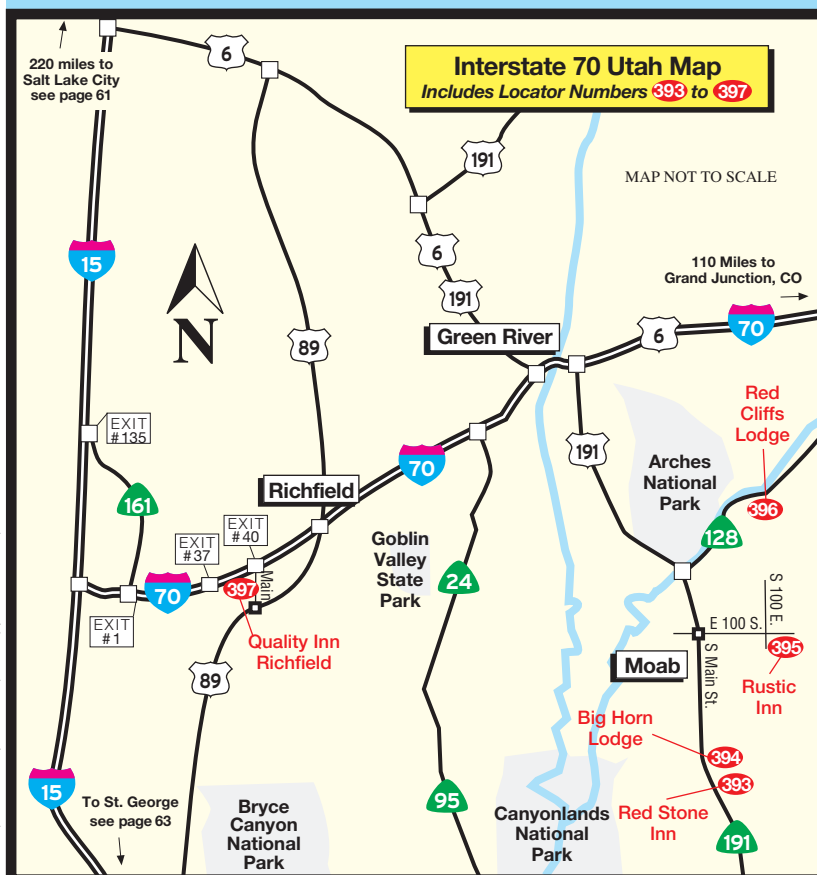 220 miles to
Salt Lake City
see page 61
6
Interstate 70 Utah Map
Includes Locator Numbers 393 to 397
191
MAP NOT TO SCALE
15
6
191
110 Miles to
Grand Junction, CO
N
89
Green River
6
70
EXIT
#135
191
Red
Cliffs
Lodge
70
Arches
National
Park
161
Richfield
396
EXIT
#37
EXIT
#40
Goblin
Valley
State
Park
128
Main
397
70
24
S 100 E.
EXIT
#1
E 100 S.
Quality Inn
Richfield
395
S Main St.
Moab
Rustic
Inn
89
Big Horn
Lodge
394
15
To St. George
see page 63
95
393
Red Stone
Inn
Bryce
Canyon
National
Park
Canyonlands
National
Park
191